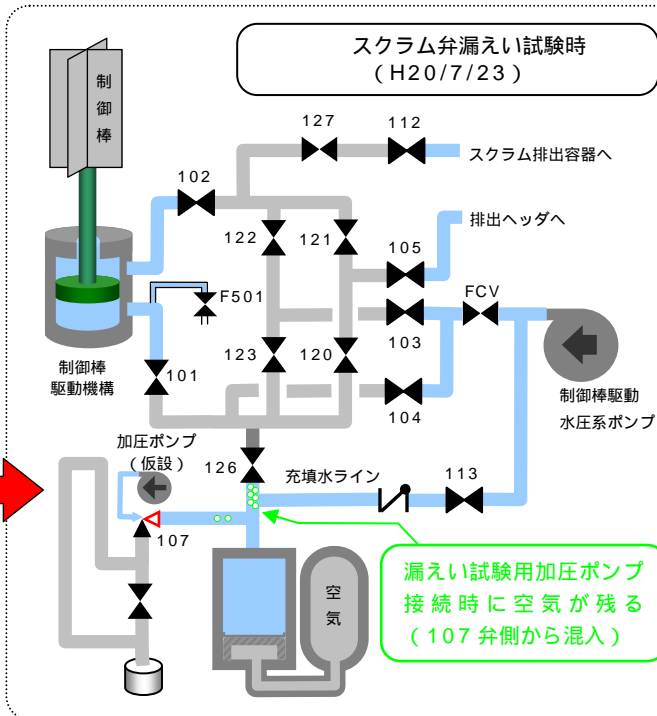 スクラム弁漏えい試験時
（H20/7/23）
制
御
棒
127
112
スクラム排出容器へ
102
122
121
排出ヘッダへ
105
F501
FCV
123
120
103
101
104
制御棒
駆動機構
制御棒駆動
水圧系ポンプ
加圧ポンプ
（仮設）
126
充填水ライン
113
107
空
気
漏えい試験用加圧ポンプ
接続時に空気が残る
（107弁側から混入）